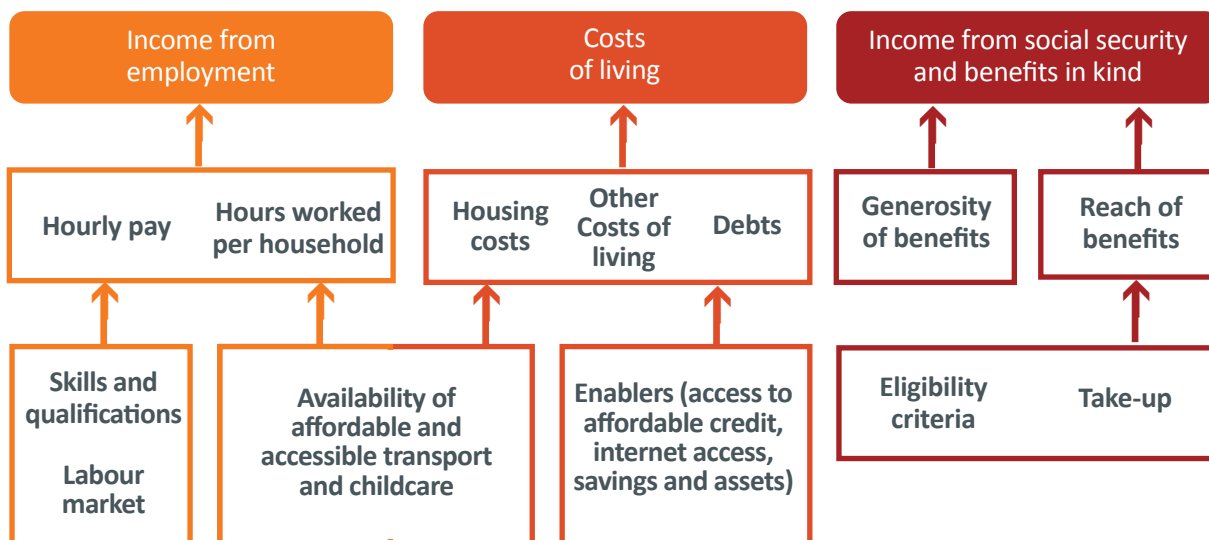 Income from
employment
Costs
of living
Income from social security
and benefits in kind
Hourly pay
Hours worked
per household
Housing
costs
Other
Costs of
living
Debts
Generosity
of benefits
Reach of
benefits
Skills and
qualifications
Labour
market
Availability of
affordable and
accessible transport
and childcare
Enablers (access to
affordable credit,
internet access,
savings and assets)
Eligibility
criteria
Take-up